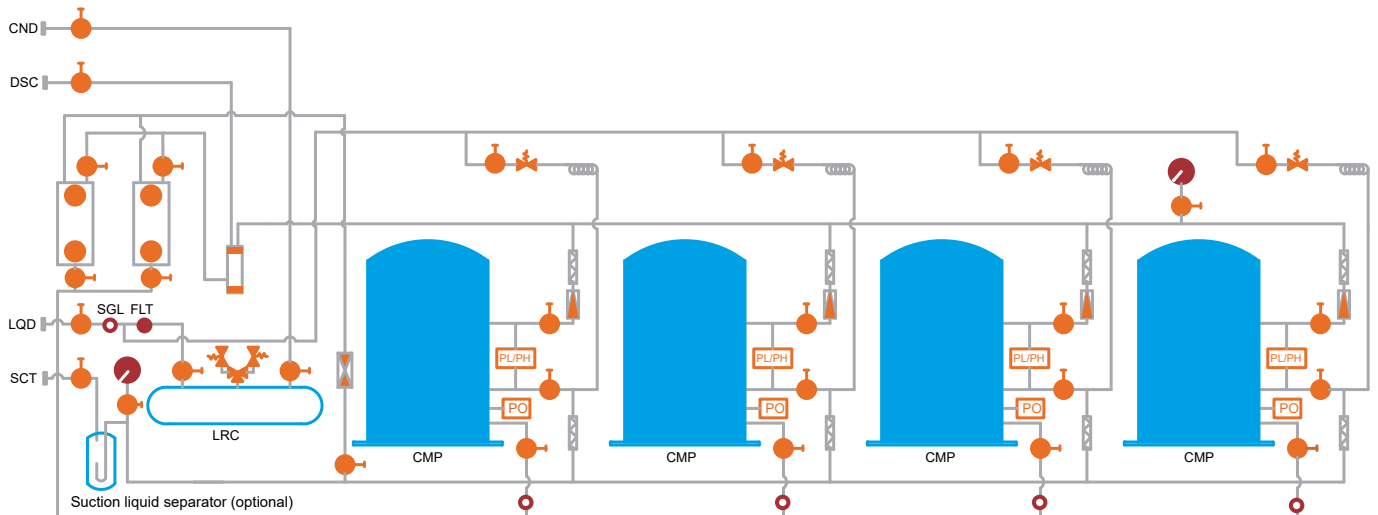 CND
DSC
SGL FLT
LQD
PL/PH PL/PH PL/PH PL/PH
SCT
PO PO PO PO
LRC
CMP CMP CMP CMP
Suction liquid separator (optional)